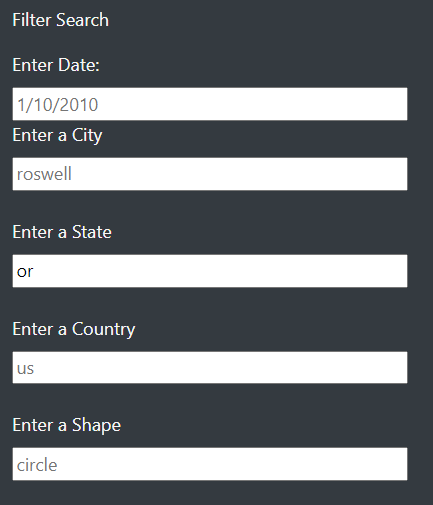 Filter Search
Enter Date:
1/10/2010
Enter a City
roswell
Enter a State
or
Enter a Country
us
Enter a Shape
circle